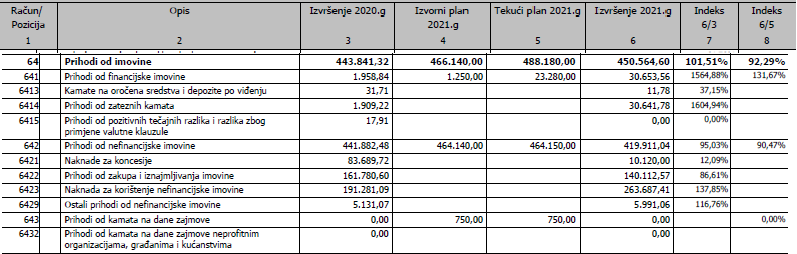 Račun/ Pozicija Opis Izvršenje 2020.g Izvorni plan 2021.g Tekući plan 2021.g Izvršenje 2021.g Indeks 6/3 Indeks 6/5
1 2 3 4 5 6 7 8
64 Prihodi od imovine 443.841,32 466.140,00 488.180,00 450.564,60 101,51% 92,29%
641 Prihodi od financijske imovine 1.958,84 1.250,00 23.280,00 30.653,56 1564,88% 131,67%
6413 Kamate na oročena sredstva i depozite po viđenju 31,71 11,78 37,15%
6414 Prihodi od zateznih kamata 1.909,22 30.641,78 1604,94%
6415 Prihodi od pozitivnih tečajnih razlika i razlika zbog 17,91 0,00 0,00%
primjene valutne klauzule
642 Prihodi od nefinancijske imovine 441.882,48 464.140,00 464.150,00 419.911,04 95,03% 90,47%
6421 Naknade za koncesije 83.689,72 10.120,00 12,09%
6422 Prihodi od zakupa i iznajmljivanja imovine 161.780,60 140.112,57 86,61%
6423 Naknada za korištenje nefinancijske imovine 191.281,09 263.687,41 137,85%
6429 Ostali prihodi od nefinancijske imovine 5.131,07 5.991,06 116,76%
643 Prihodi od kamata na dane zajmove 0,00 750,00 750,00 0,00 0,00%
6432 Prihodi od kamata na dane zajmove neprofitnim 0,00 0,00
organizacijama, građanima i kućanstvima